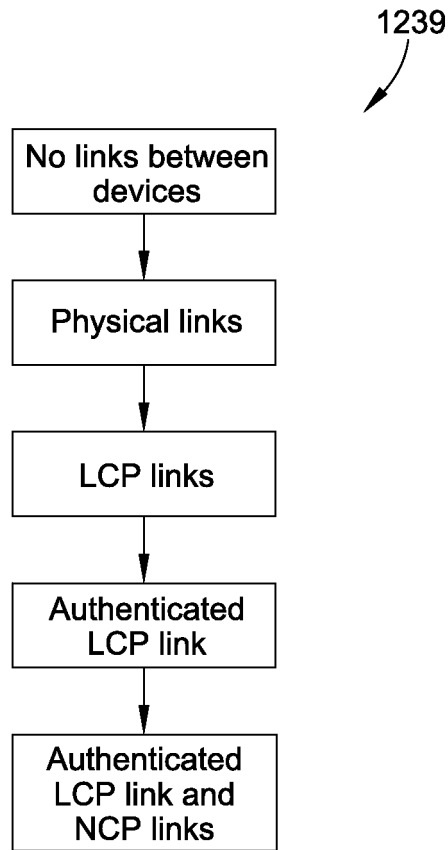 1239
No links between
devices
Physical links
LCP links
Authenticated
LCP link
Authenticated
LCP link and
NCP links